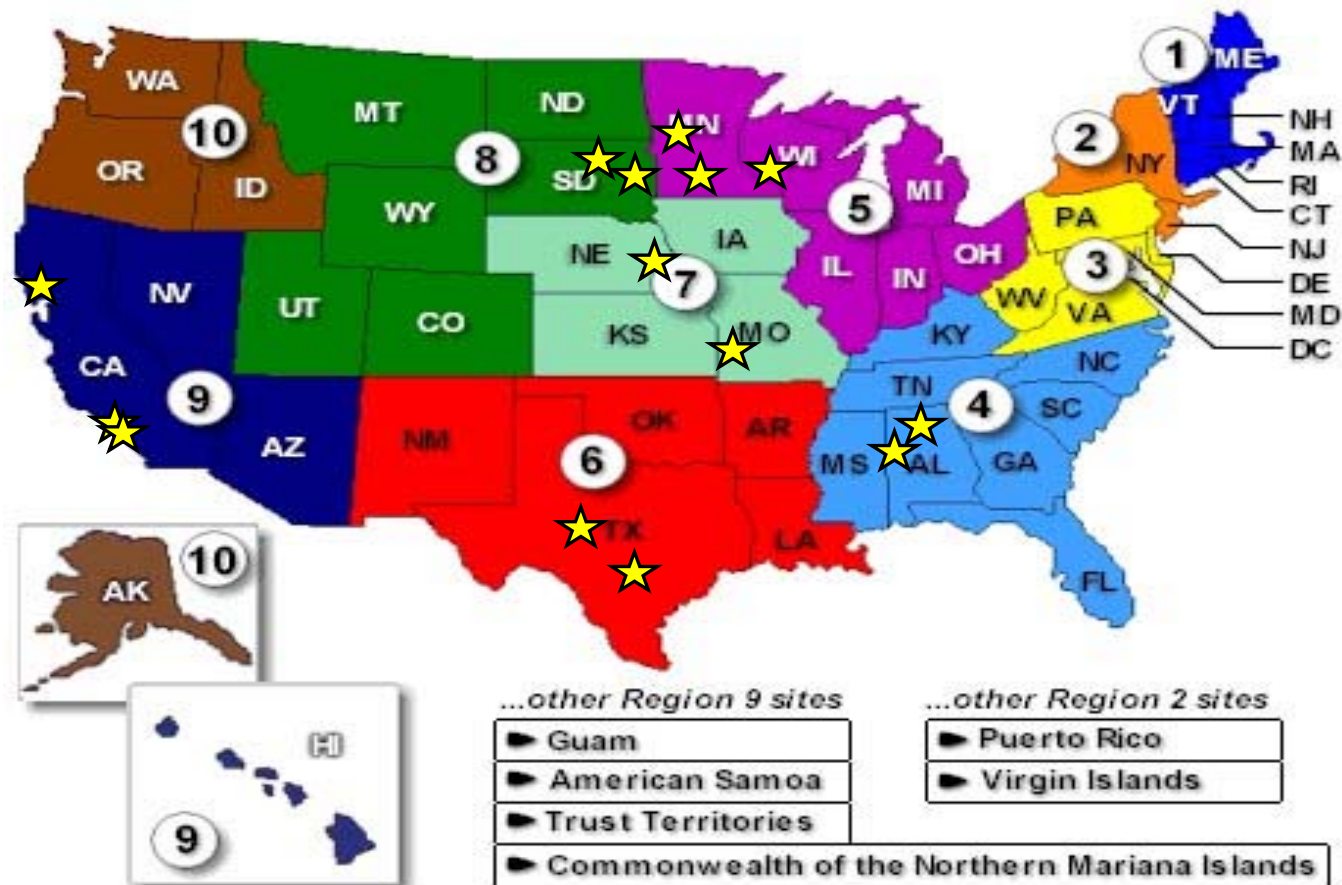 1
ME
WA
MT
ND
MN
VT
NH
10
2
MA
OR
ID
8
SD
WI
NY
RI
WY
5
MI
PA
CT
NE
IA
OH
NJ
NV
UT
CO
7
IL
IN
3
DE
WV
VA
MD
KS
MO
KY
DC
CA
9
NC
TN
4
SC
AZ
NM
OK
AR
6
MS
AL
GA
TX
LA
10
AK
FL
HI
9
...other Region 9 sites
Guam
American Samoa
Trust Territories
Commonwealth of the Northern Mariana Islands
...other Region 2 sites
Puerto Rico
Virgin Islands